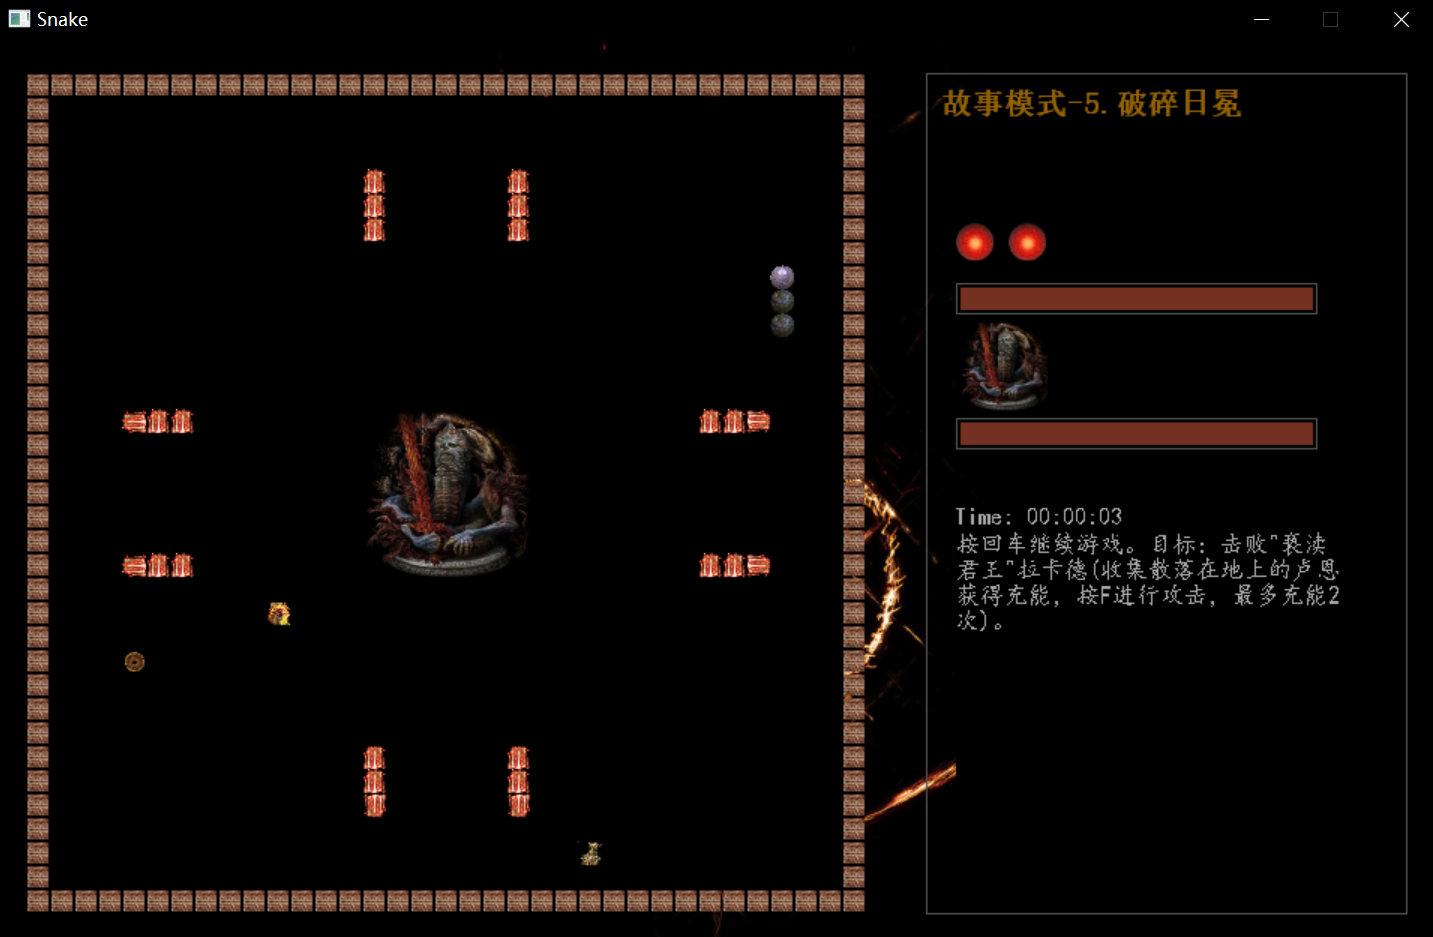 Snake
故事模式-5.破碎日冕
Time: 00:00:03
按回车继续游戏。目标: 击败"亵渎
君王"拉卡德(收集散落在地上的卢恩
获得充能, 按F进行攻击, 最多充能2
次)。